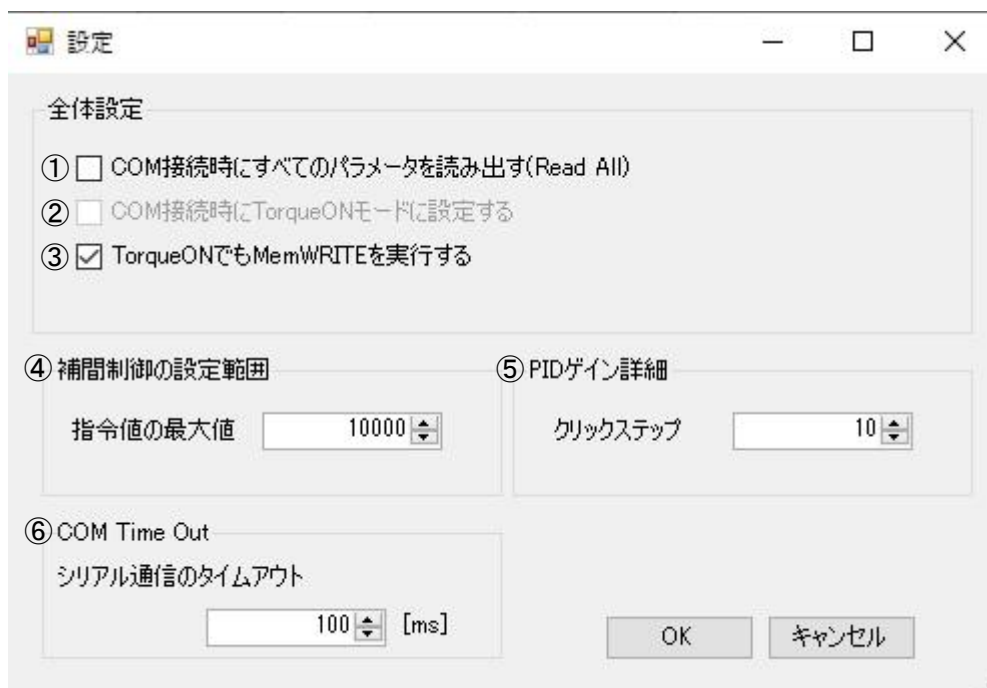 設定
全体設定
① COM接続時にすべてのパラメータを読み出す(Read All)
② COM接続時にTorqueONモードに設定する
③ TorqueONでもMemWRITEを実行する
④ 補間制御の設定範囲
指令値の最大値 10000
⑤ PIDゲイン詳細
クリックステップ 10
⑥ COM Time Out
シリアル通信のタイムアウト
100 [ms]
OK キャンセル